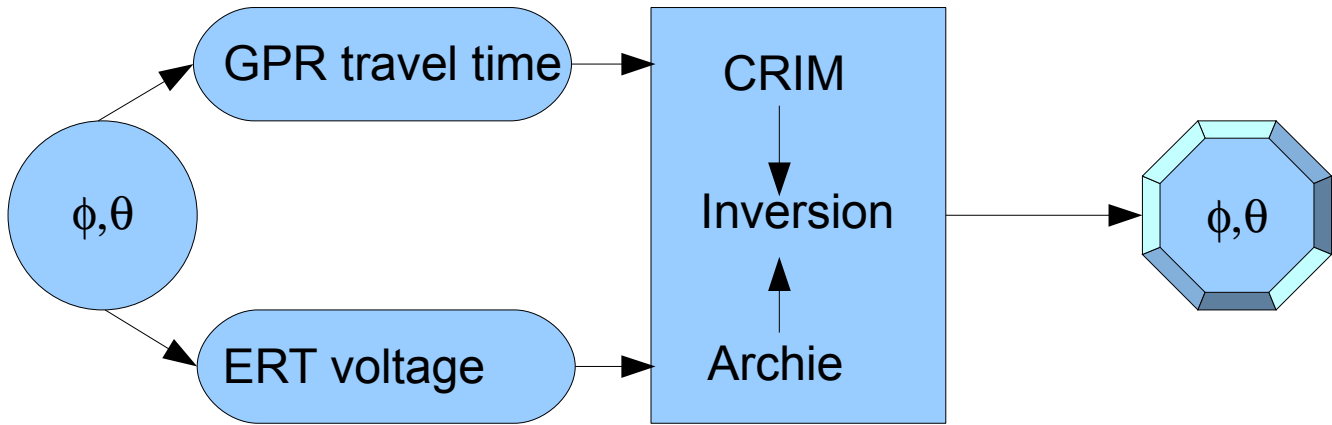 GPR travel time
CRIM
ϕ,θ
Inversion
ϕ,θ
ERT voltage
Archie